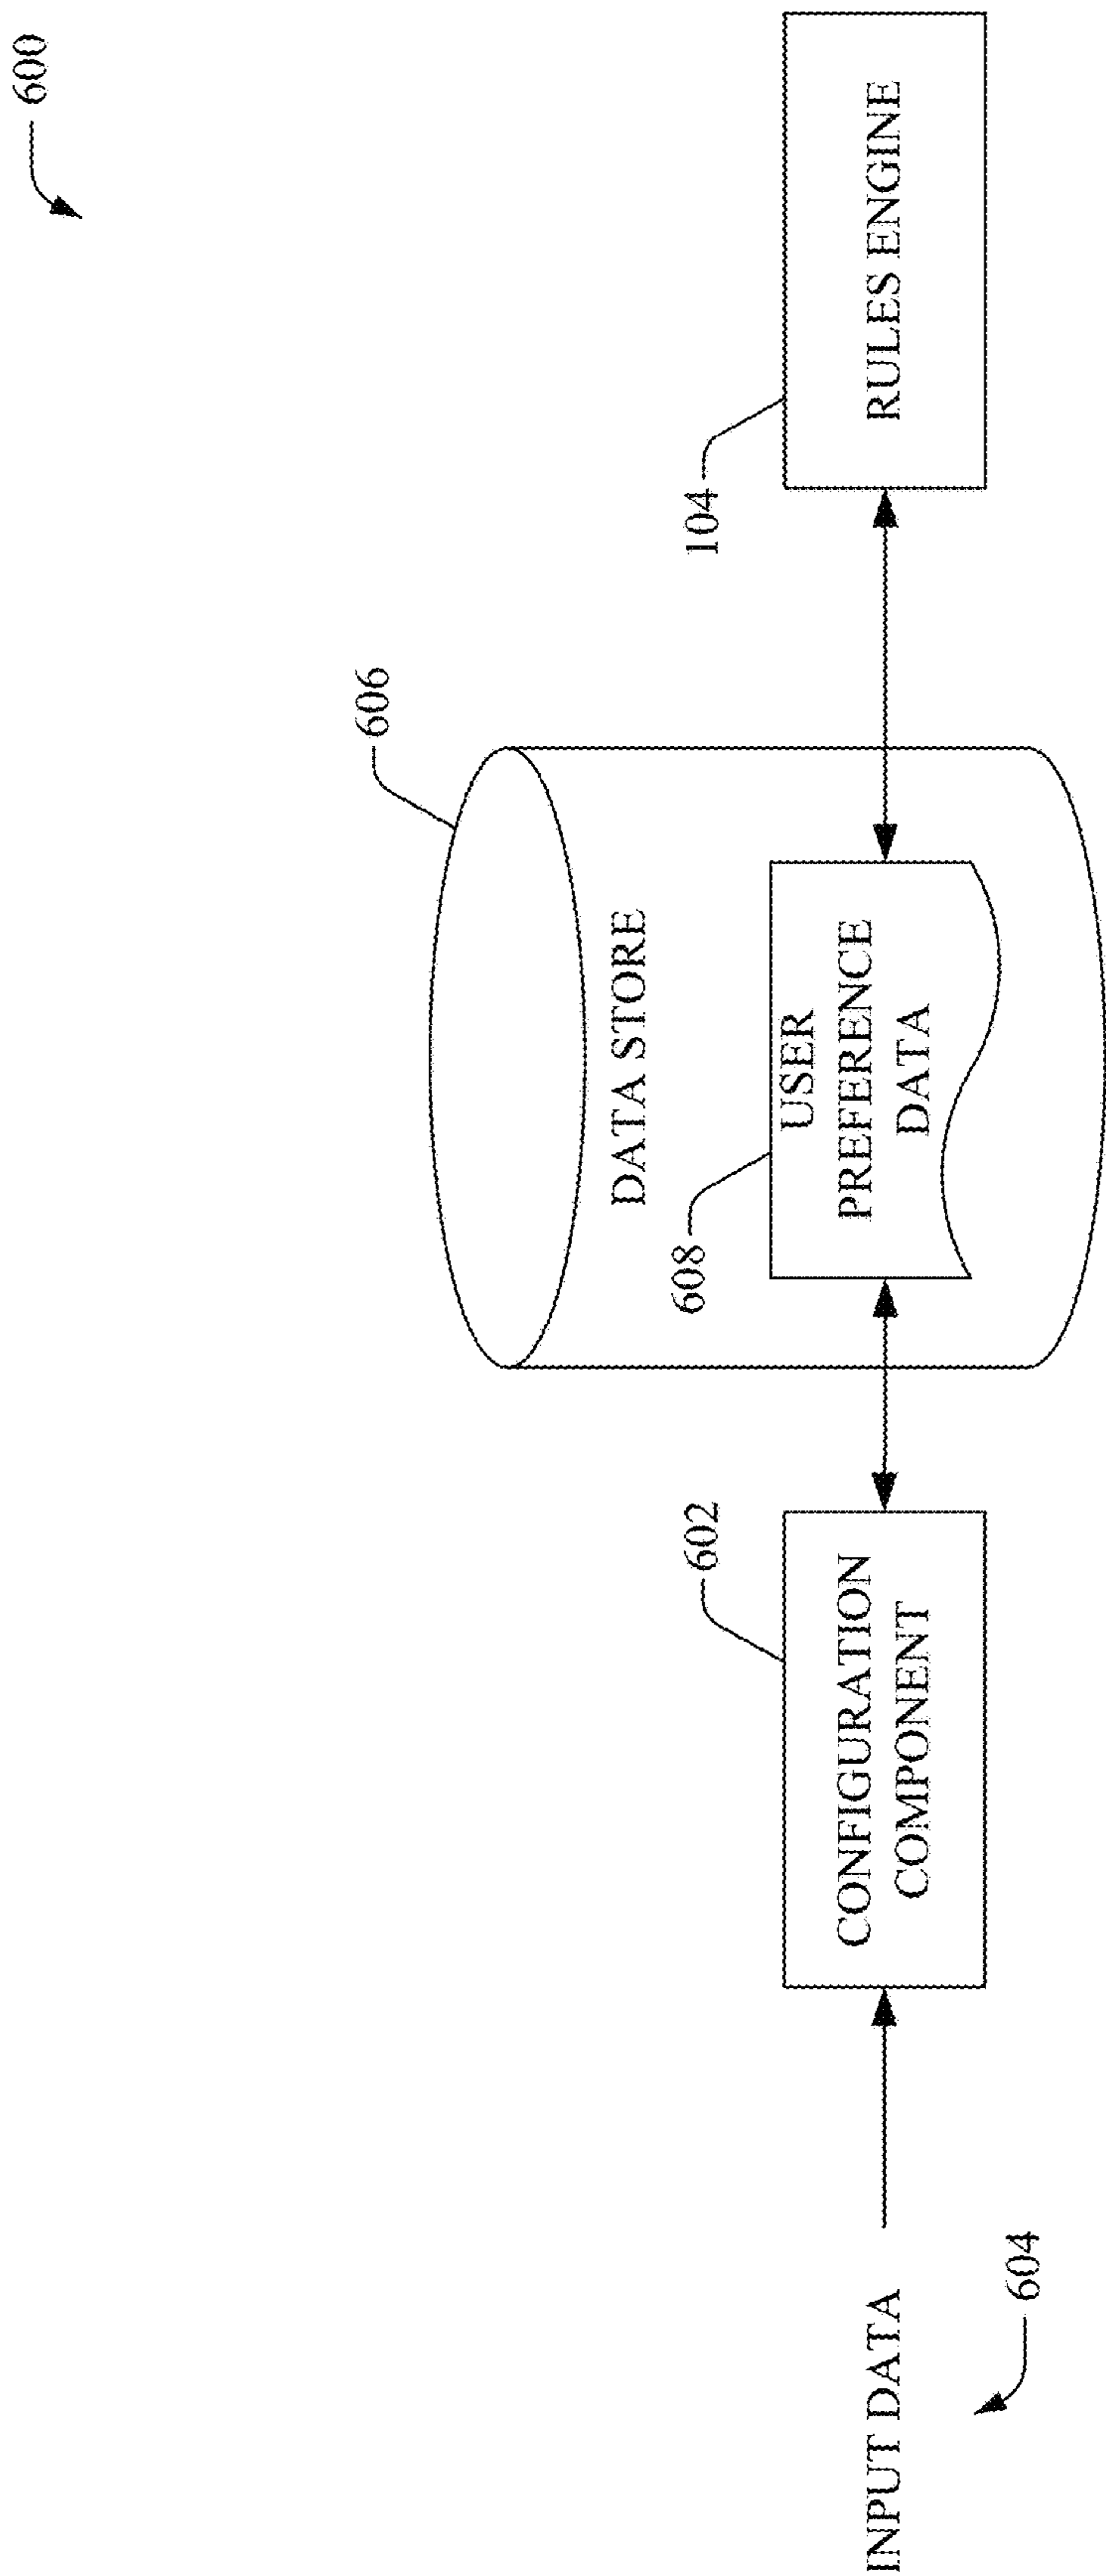 600
606
DATA STORE
104
RULES ENGINE
608
USER
PREFERENCE
DATA
602
CONFIGURATION
COMPONENT
INPUT DATA
604